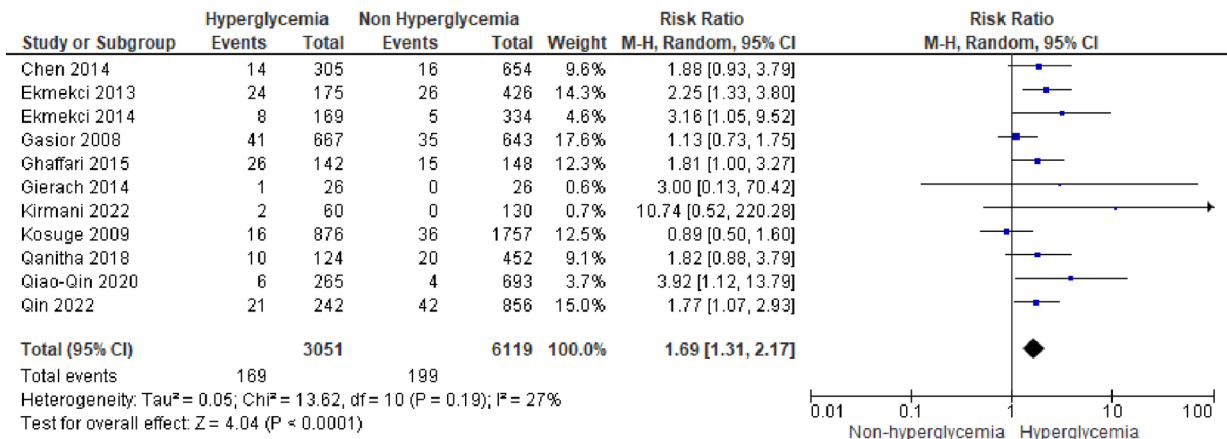 Hyperglycemia Non Hyperglycemia Risk Ratio Risk Ratio
Study or Subgroup Events Total Events Total Weight M-H, Random, 95% CI M-H, Random, 95% CI
Chen 2014 14 305 16 654 9.6% 1.88 [0.93, 3.79]
Ekmekci 2013 24 175 26 426 14.3% 2.25 [1.33, 3.80]
Ekmekci 2014 8 169 5 334 4.6% 3.16 [1.05, 9.52]
Gasior 2008 41 667 35 643 17.6% 1.13 [0.73, 1.75]
Ghaffari 2015 26 142 15 148 12.3% 1.81 [1.00, 3.27]
Gierach 2014 1 26 0 26 0.6% 3.00 [0.13, 70.42]
Kirmani 2022 2 60 0 130 0.7% 10.74 [0.52, 220.28]
Kosuge 2009 16 876 36 1757 12.5% 0.89 [0.50, 1.60]
Qanitha 2018 10 124 20 452 9.1% 1.82 [0.88, 3.79]
Qiao-Qin 2020 6 265 4 693 3.7% 3.92 [1.12, 13.79]
Qin 2022 21 242 42 856 15.0% 1.77 [1.07, 2.93]
Total (95% CI) 3051 6119 100.0% 1.69 [1.31, 2.17]
Total events 169 199
Heterogeneity: Tau² = 0.05; Chi² = 13.62, df = 10 (P = 0.19); I² = 27%
Test for overall effect: Z = 4.04 (P < 0.0001)
0.01 0.1 1 10 100
Non-hyperglycemia Hyperglycemia